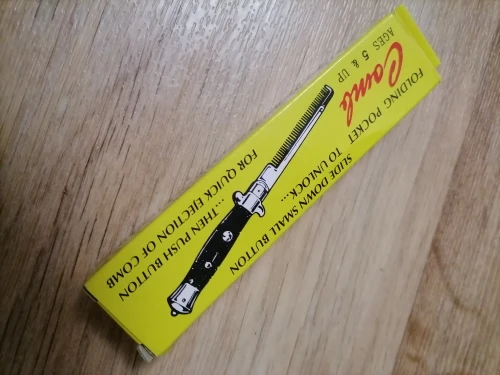 FOLDING POCKET
Comb
AGES 5 & UP
SLIDE DOWN SMALL BUTTON
TO UNLOCK...
...THEN PUSH BUTTON
FOR QUICK EJECTION OF COMB